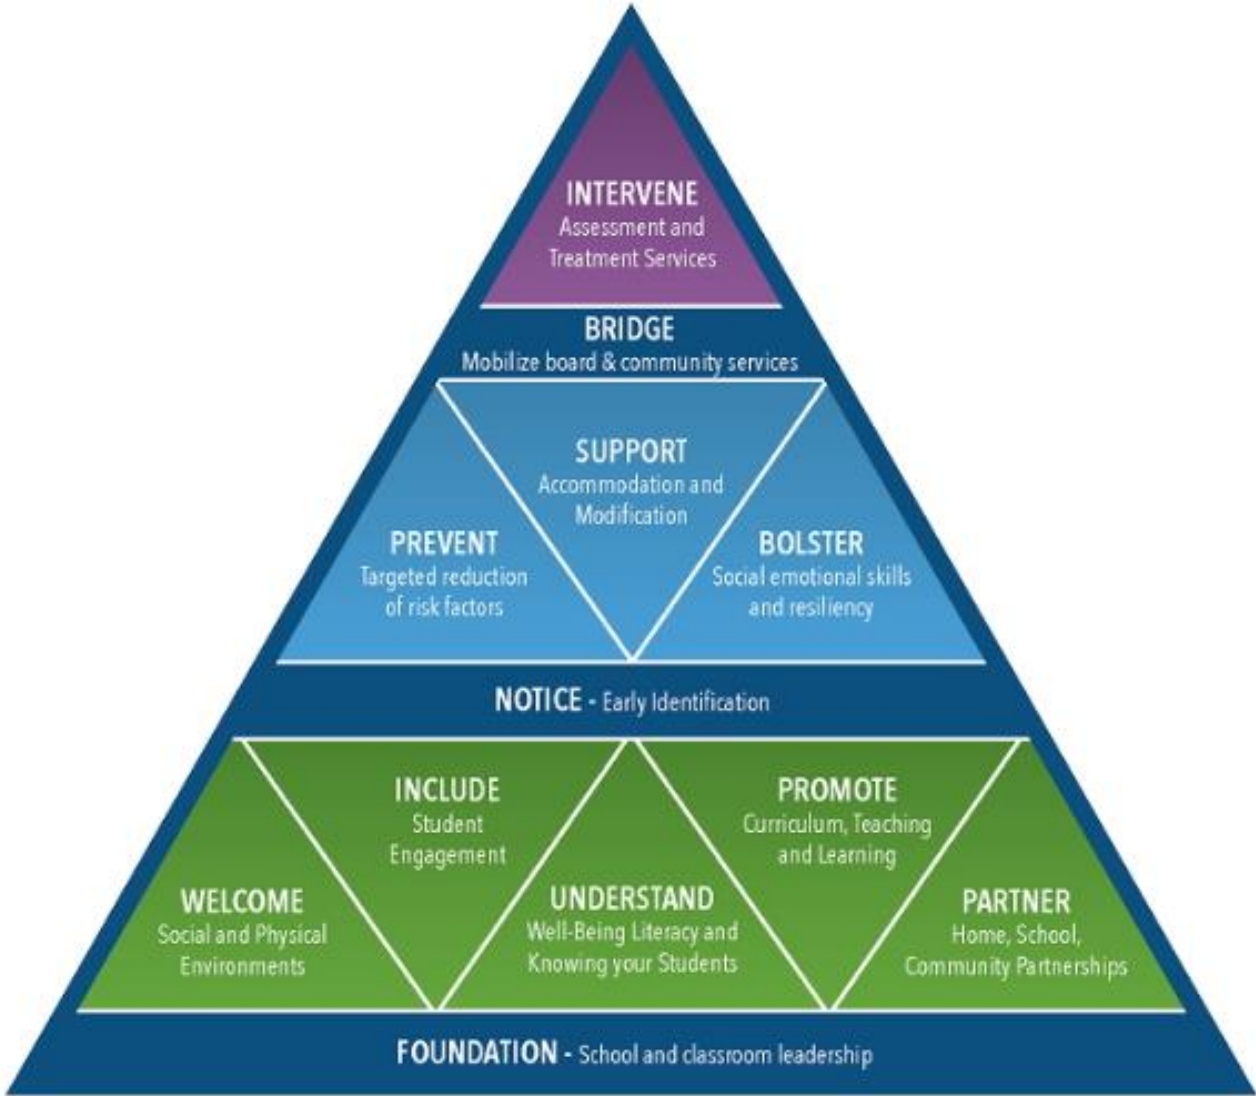 INTERVENE
Assessment and
Treatment Services
BRIDGE
Mobilize board & community services
SUPPORT
Accommodation and
Modification
PREVENT
Targeted reduction
of risk factors
BOLSTER
Social emotional skills
and resiliency
NOTICE - Early Identification
INCLUDE
Student
Engagement
PROMOTE
Curriculum, Teaching
and Learning
WELCOME
Social and Physical
Environments
UNDERSTAND
Well-Being Literacy and
Knowing your Students
PARTNER
Home, School,
Community Partnerships
FOUNDATION - School and classroom leadership